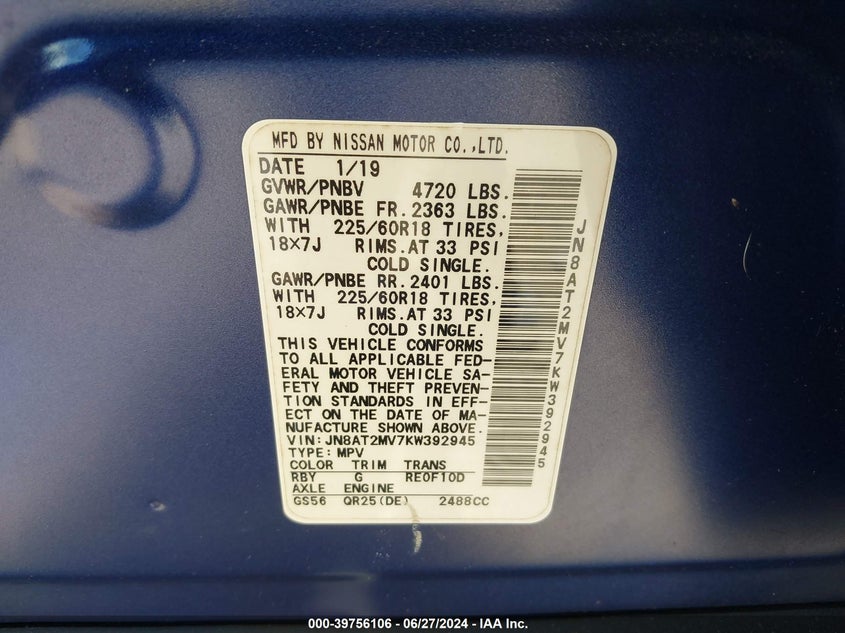 MFD BY NISSAN MOTOR CO.,LTD.
DATE 1/19
GVWR/PNBV 4720 LBS.
GAWR/PNBE FR. 2363 LBS.
WITH 225/60R18 TIRES,
18×7J RIMS.AT 33 PSI
COLD SINGLE.
GAWR/PNBE RR. 2401 LBS.
WITH 225/60R18 TIRES,
18×7J RIMS.AT 33 PSI
COLD SINGLE.
THIS VEHICLE CONFORMS
TO ALL APPLICABLE FED-
ERAL MOTOR VEHICLE SA-
FETY AND THEFT PREVEN-
TION STANDARDS IN EFF-
ECT ON THE DATE OF MA-
NUFACTURE SHOWN ABOVE.
VIN:JN8AT2MV7KW392945
TYPE:MPV
COLOR TRIM TRANS
RBY G RE0F10D
AXLE ENGINE
GS56 QR25(DE) 2488CC
JN8AT2MV7KW392945
000-39756106 - 06/27/2024 - IAA Inc.